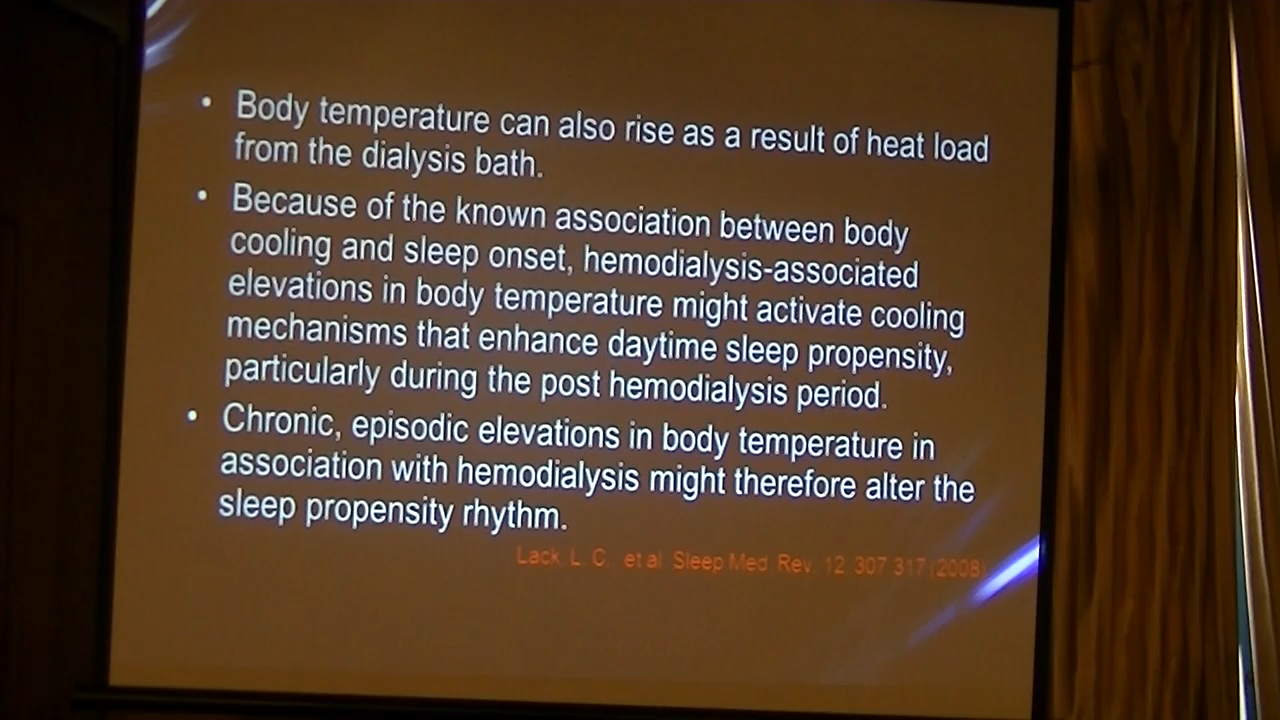 • Body temperature can also rise as a result of heat load
from the dialysis bath.
• Because of the known association between body
cooling and sleep onset, hemodialysis-associated
elevations in body temperature might activate cooling
mechanisms that enhance daytime sleep propensity,
particularly during the post hemodialysis period.
• Chronic, episodic elevations in body temperature in
association with hemodialysis might therefore alter the
sleep propensity rhythm.
Lack L. C. et al Sleep Med Rev. 12 307 317 (2008)